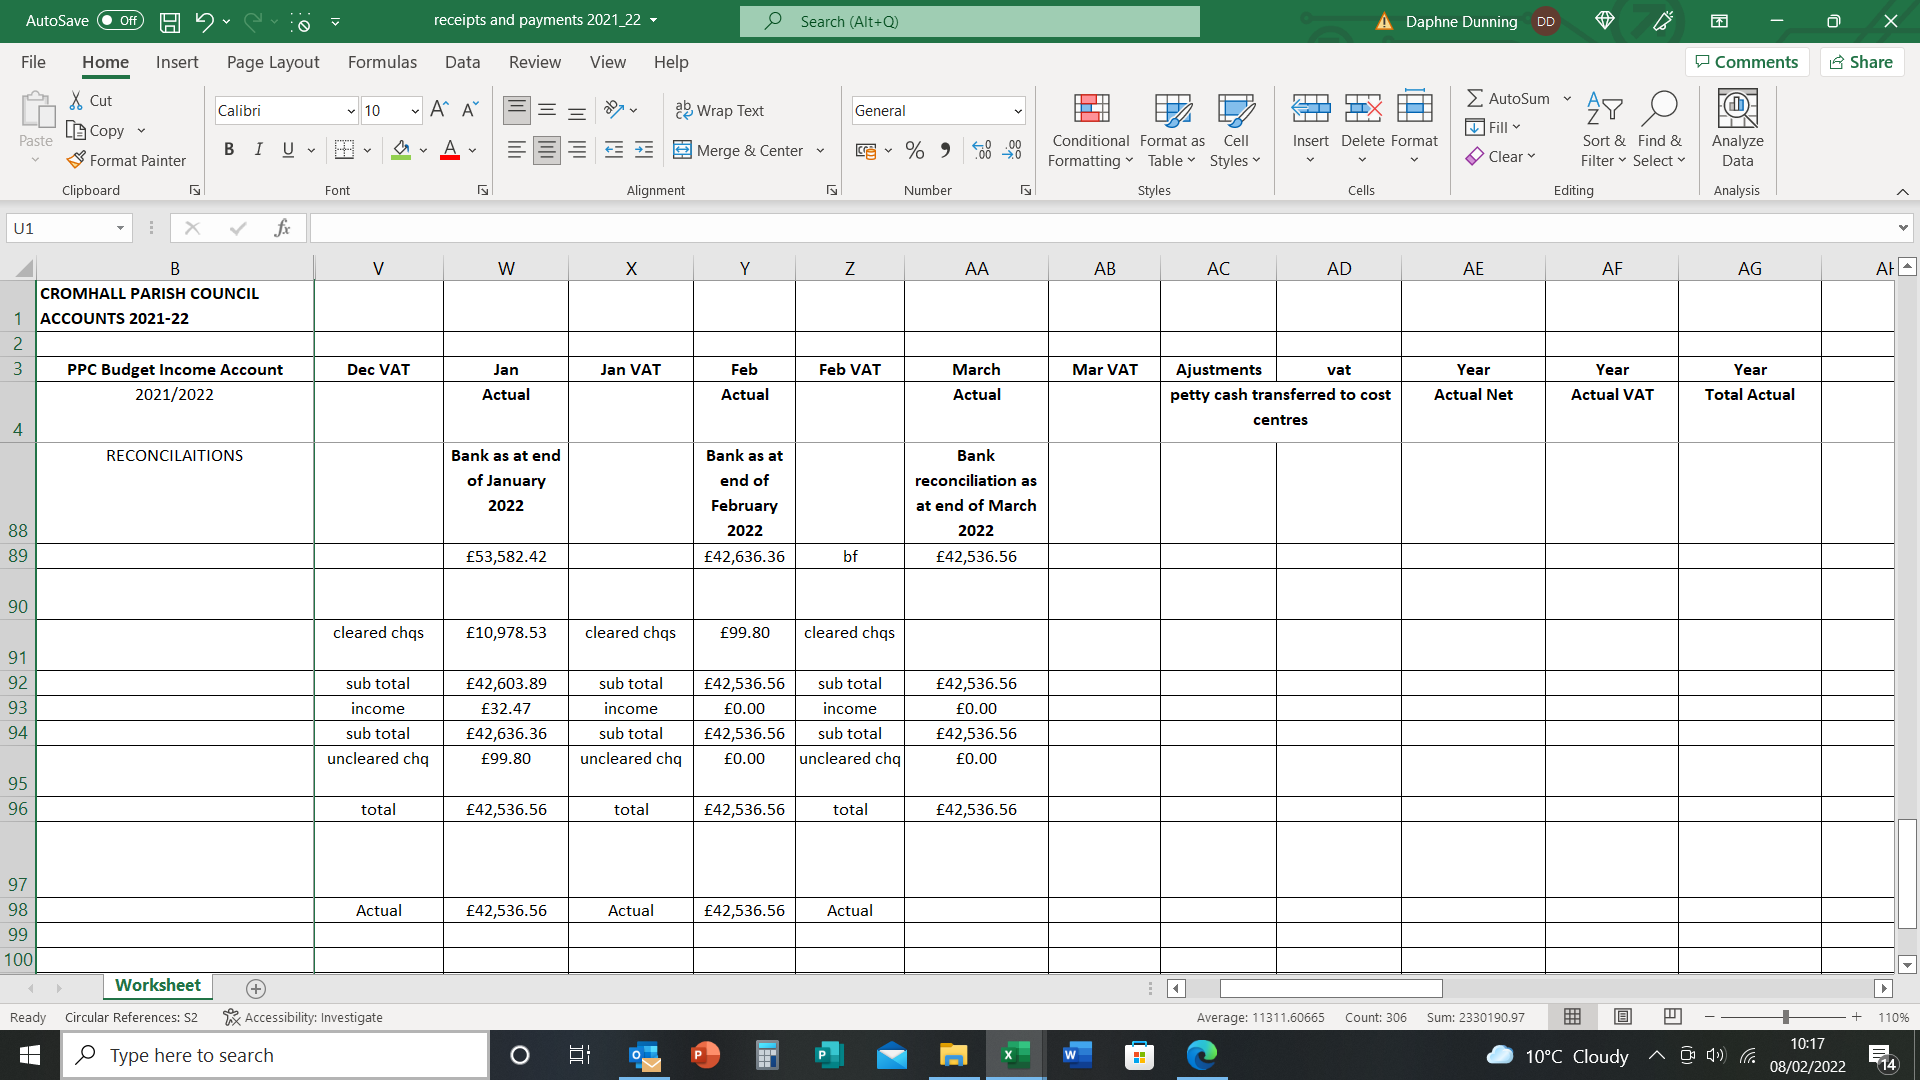 AutoSave Off receipts and payments 2021_22 Search (Alt+Q) Daphne Dunning DD
File Home Insert Page Layout Formulas Data Review View Help Comments Share
Paste Cut Copy Format Painter
Clipboard
Calibri 10
B I U A
Font
Wrap Text
Merge & Center
Alignment
General
% 9 .00 .0
Number
Conditional Formatting Format as Table Cell Styles
Styles
Insert Delete Format
Cells
AutoSum Fill Clear Sort & Filter Find & Select
Editing
Analyze Data
Analysis
U1 fx
B V W X Y Z AA AB AC AD AE AF AG AH
1 CROMHALL PARISH COUNCIL
ACCOUNTS 2021-22
2
3 PPC Budget Income Account Dec VAT Jan Jan VAT Feb Feb VAT March Mar VAT Ajustments vat Year Year Year
4 2021/2022 Actual Actual Actual petty cash transferred to cost centres Actual Net Actual VAT Total Actual
88 RECONCILAITIONS Bank as at end of January 2022 Bank as at end of February 2022 Bank reconciliation as at end of March 2022
89 £53,582.42 £42,636.36 bf £42,536.56
90
91 cleared chqs £10,978.53 cleared chqs £99.80 cleared chqs
92 sub total £42,603.89 sub total £42,536.56 sub total £42,536.56
93 income £32.47 income £0.00 income £0.00
94 sub total £42,636.36 sub total £42,536.56 sub total £42,536.56
95 uncleared chq £99.80 uncleared chq £0.00 uncleared chq £0.00
96 total £42,536.56 total £42,536.56 total £42,536.56
97
98 Actual £42,536.56 Actual £42,536.56 Actual
99
100
Worksheet
Ready Circular References: S2 Accessibility: Investigate Average: 11311.60665 Count: 306 Sum: 2330190.97 110%
Type here to search 10°C Cloudy 10:17
08/02/2022 14